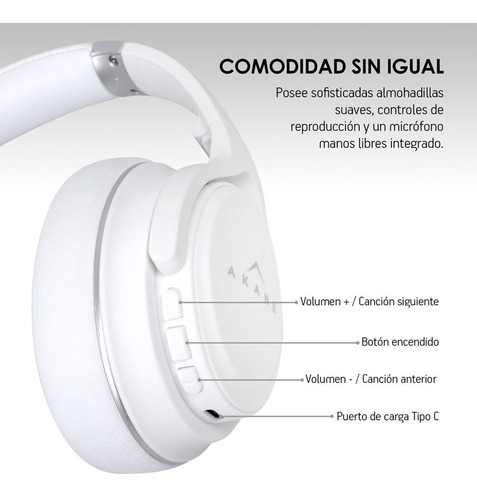 COMODIDAD SIN IGUAL
Posee sofisticadas almohadillas
suaves, controles de
reproducción y un micrófono
manos libres integrado.
AKANE
Volumen + / Canción siguiente
Botón encendido
Volumen - / Canción anterior
Puerto de carga Tipo C